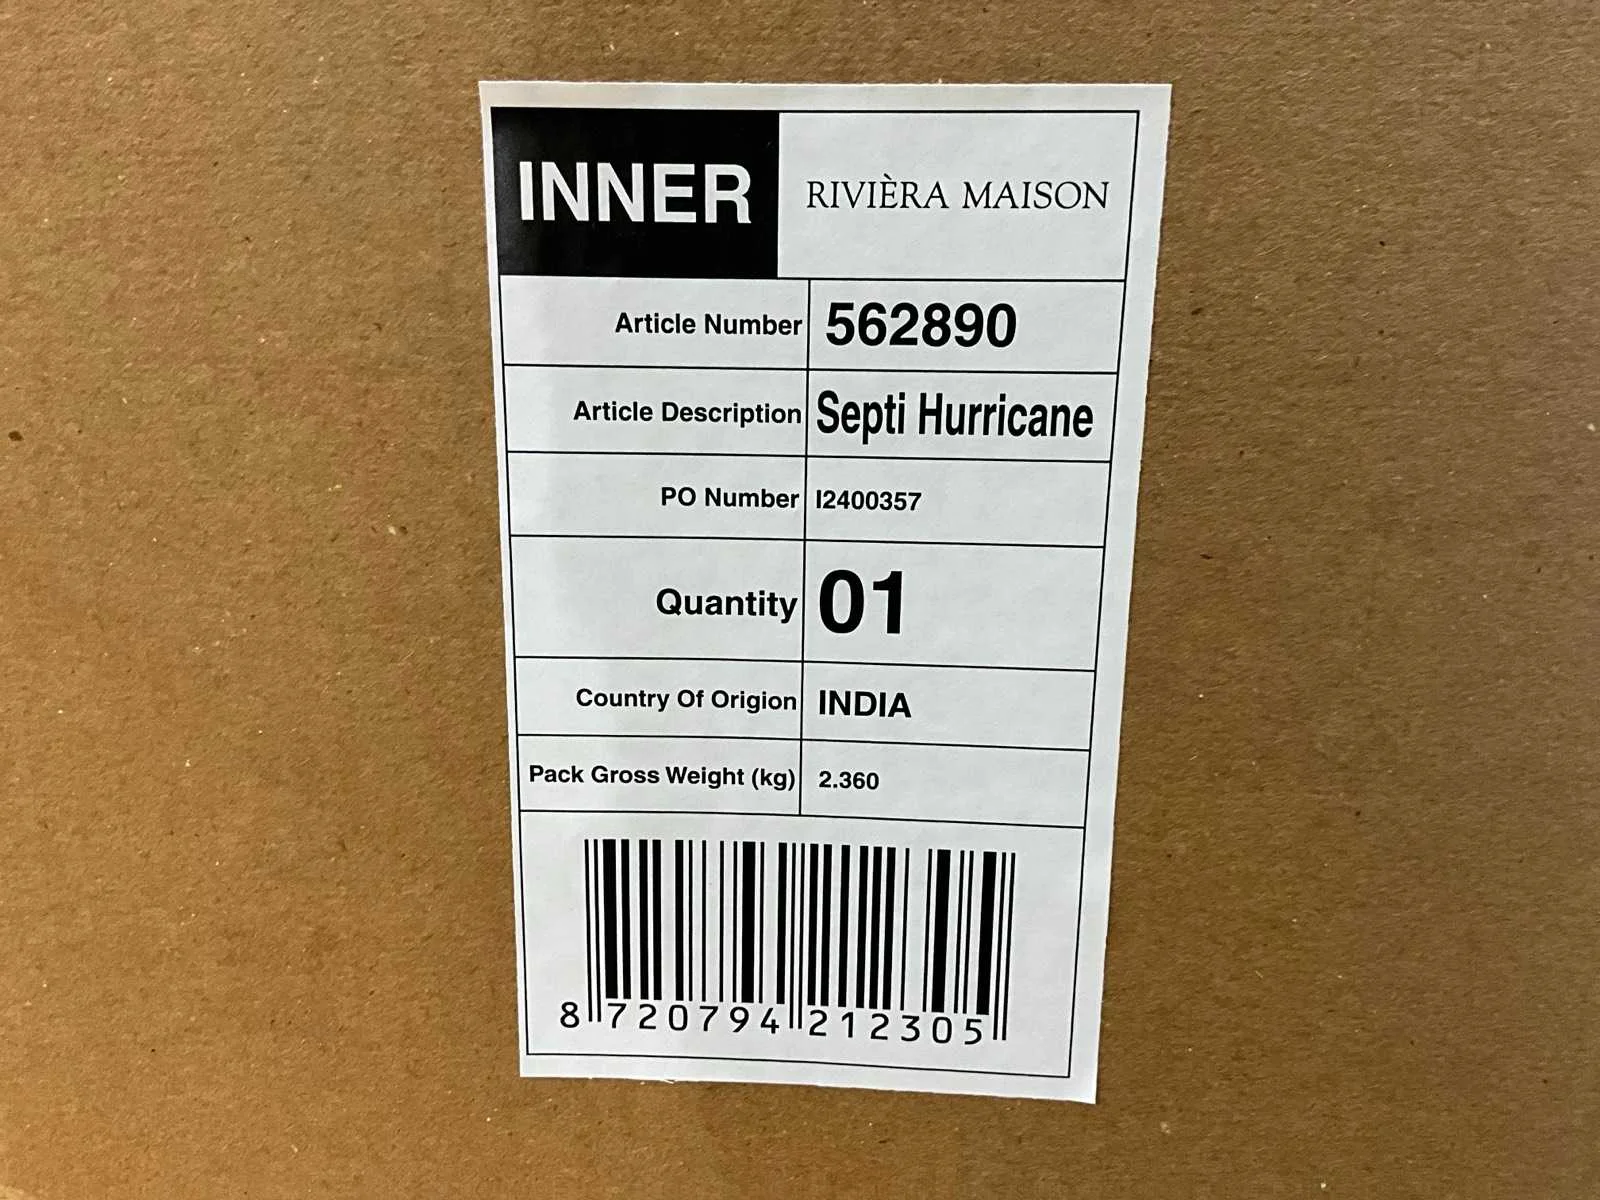 INNER RIVIÈRA MAISON
Article Number 562890
Article Description Septi Hurricane
PO Number I2400357
Quantity 01
Country Of Origion INDIA
Pack Gross Weight (kg) 2.360
8 720794 212305